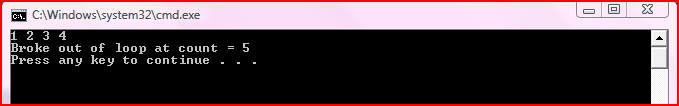 C:\Windows\system32\cmd.exe
1 2 3 4
Broke out of loop at count = 5
Press any key to continue . . .